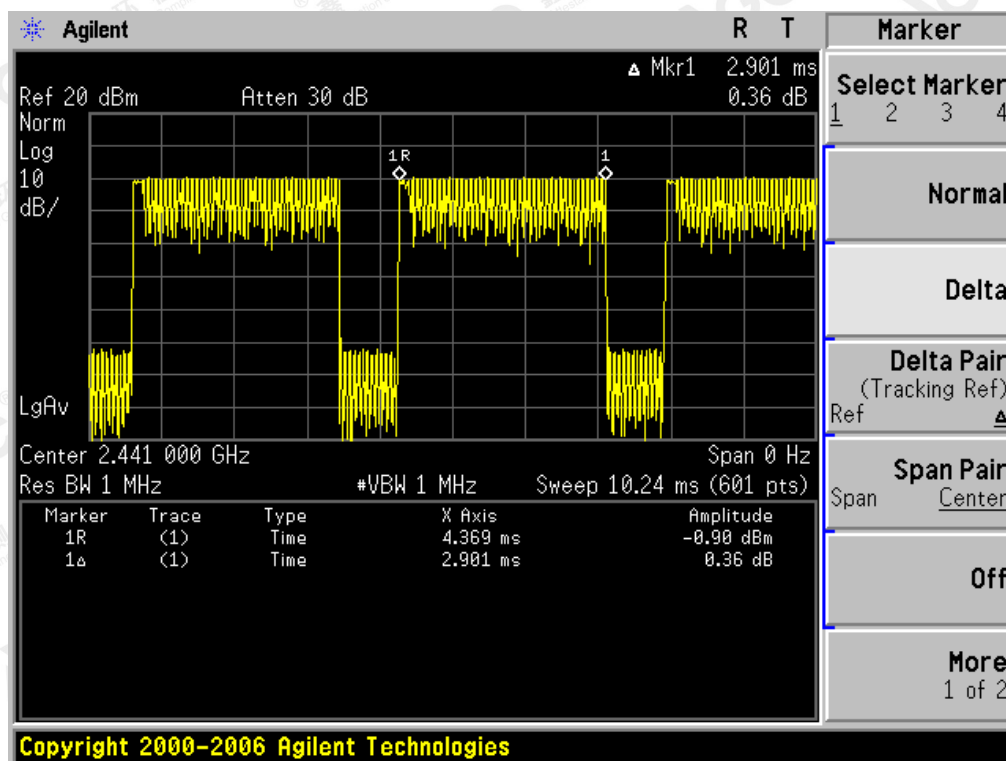 Agilent R T Marker
Δ Mkr1 2.901 ms
Ref 20 dBm Atten 30 dB 0.36 dB
Norm
Log
10
dB/
1R 1
LgAv
Center 2.441 000 GHz Span 0 Hz
Res BW 1 MHz #VBW 1 MHz Sweep 10.24 ms (601 pts)
Marker Trace Type X Axis Amplitude
1R (1) Time 4.369 ms -0.90 dBm
1Δ (1) Time 2.901 ms 0.36 dB
Select Marker
1 2 3 4
Normal
Delta
Delta Pair
(Tracking Ref)
Ref Δ
Span Pair
Span Center
Off
More
1 of 2
Copyright 2000-2006 Agilent Technologies